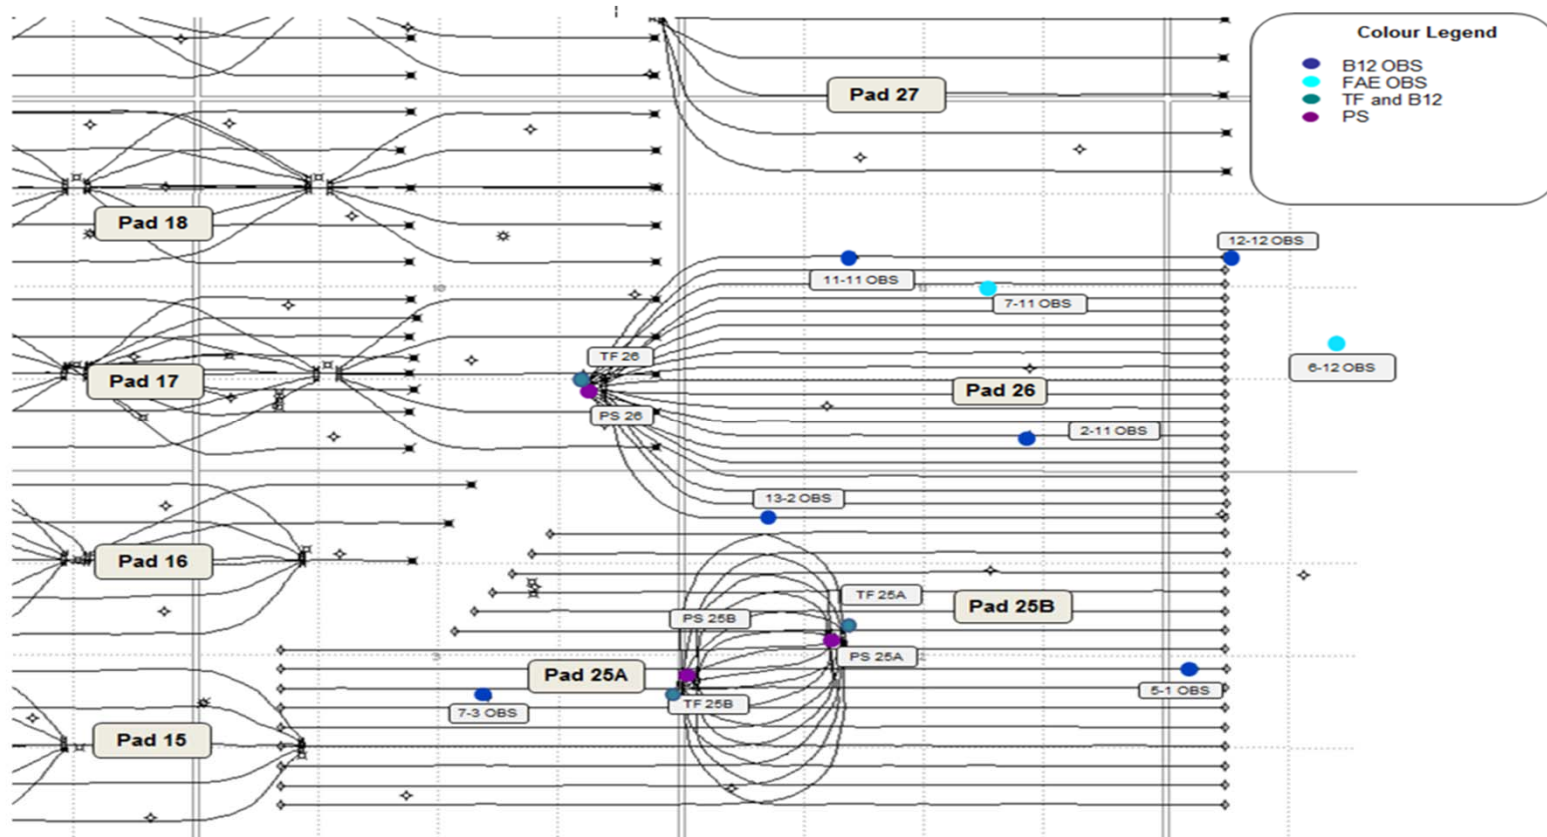 Colour Legend
B12 OBS
FAE OBS
TF and B12
PS
Pad 27
Pad 18
12-12 OBS
11-11 OBS
10
11
7-11 OBS
TF 26
6-12 OBS
Pad 17
Pad 26
PS 26
2-11 OBS
13-2 OBS
Pad 16
TF 25A
Pad 25B
PS 25B
PS 25A
3
Pad 25A
5-1 OBS
7-3 OBS
TF 25B
Pad 15